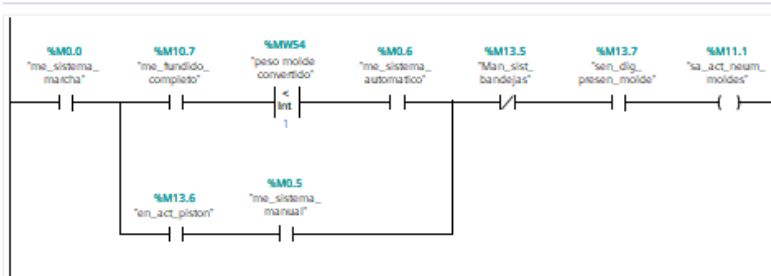 %M0.0 %M10.7 %MW54 %M0.6 %M13.5 %M13.7 %M11.1
"me_sistema_ "me_fundido_ "peso molde "me_sistema_ "Man_sist_ "sen_dig_ "sa_act_neum_
marcha" completo" convertido" automatico" bandejas" presen_molde" moldes"
<
Int
1
%M13.6 %M0.5
"en_act_piston" "me_sistema_
manual"